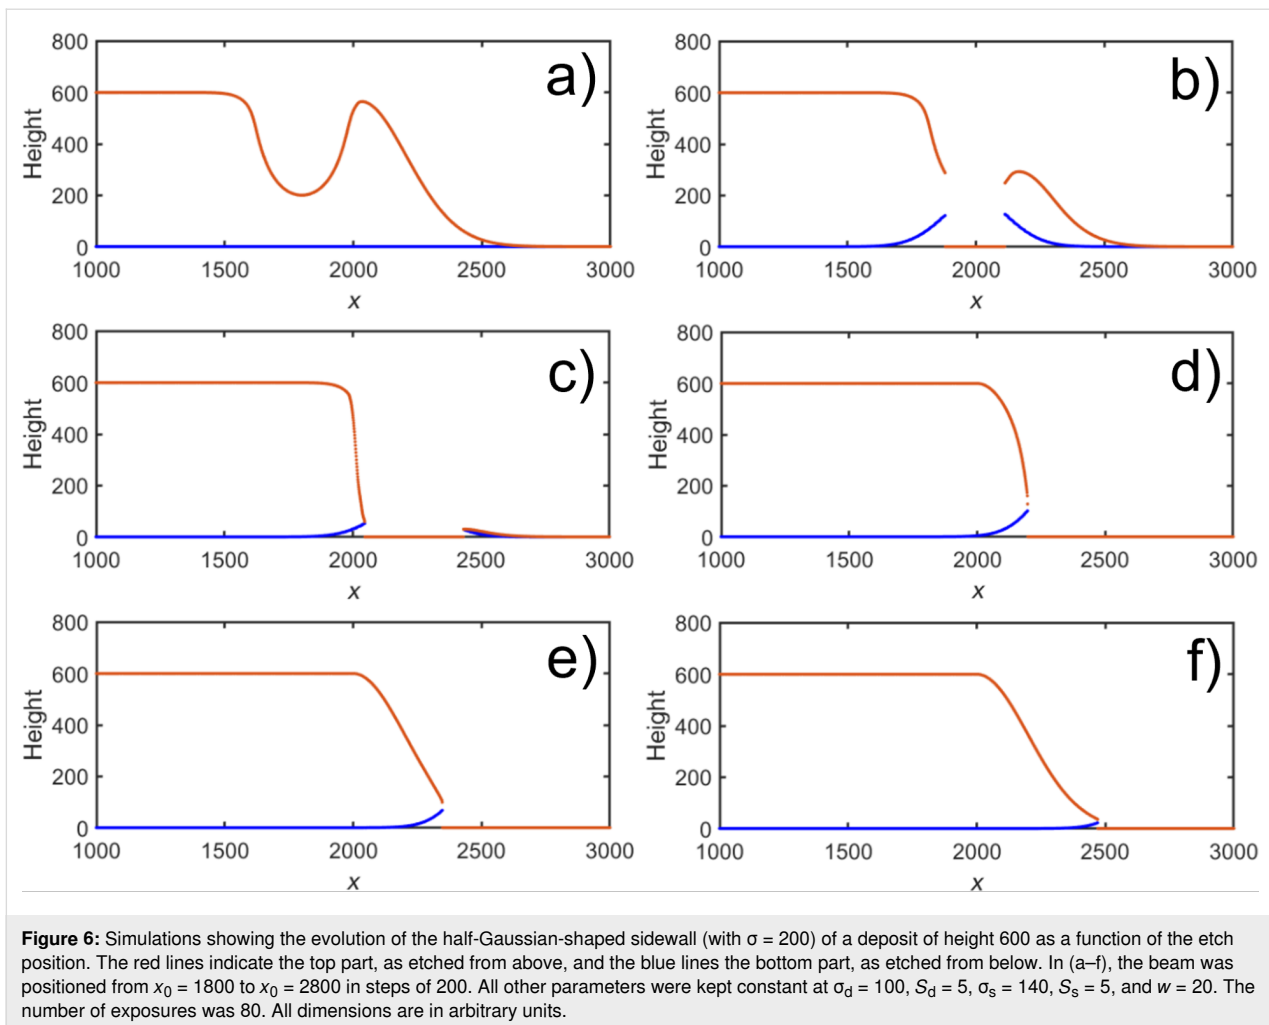 800
600
400
200
0
Height
1000 1500 2000 2500 3000
x
a)
800
600
400
200
0
Height
1000 1500 2000 2500 3000
x
b)
800
600
400
200
0
Height
1000 1500 2000 2500 3000
x
c)
800
600
400
200
0
Height
1000 1500 2000 2500 3000
x
d)
800
600
400
200
0
Height
1000 1500 2000 2500 3000
x
e)
800
600
400
200
0
Height
1000 1500 2000 2500 3000
x
f)
Figure 6: Simulations showing the evolution of the half-Gaussian-shaped sidewall (with σ = 200) of a deposit of height 600 as a function of the etch
position. The red lines indicate the top part, as etched from above, and the blue lines the bottom part, as etched from below. In (a–f), the beam was
positioned from x₀ = 1800 to x₀ = 2800 in steps of 200. All other parameters were kept constant at σd = 100, Sd = 5, σs = 140, Ss = 5, and w = 20. The
number of exposures was 80. All dimensions are in arbitrary units.